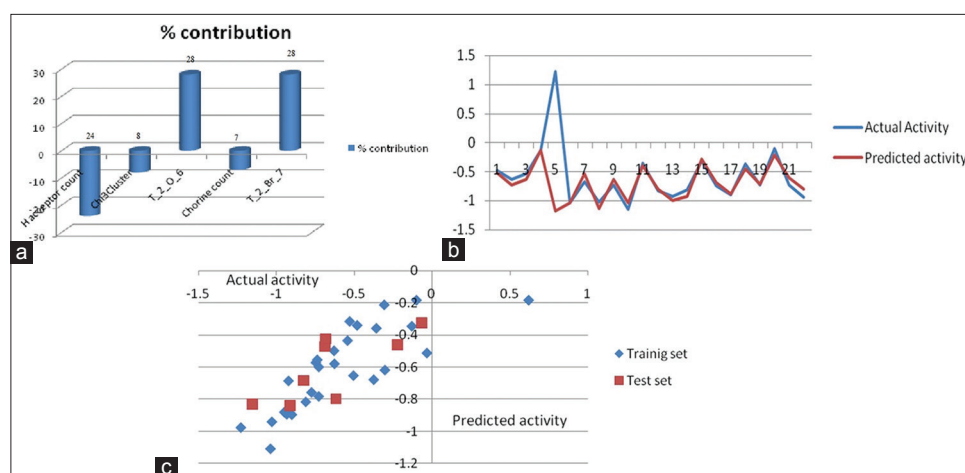 % contribution
30
20
10
0
-10
-20
-30
24
8
28
7
28
Hacceptor count
Chi3Cluster
T_2_O_6
Chorine count
T_2_Br_7
% contribution
a
1.5
1
0.5
0
-0.5
-1
-1.5
1 3 5 7 9 11 13 15 17 19 21
Actual Activity
Predicted activity
b
Actual activity
-1.5 -1 -0.5 0 0.5 1
0
-0.2
-0.4
-0.6
-0.8
-1
-1.2
Predicted activity
Trainig set
Test set
c